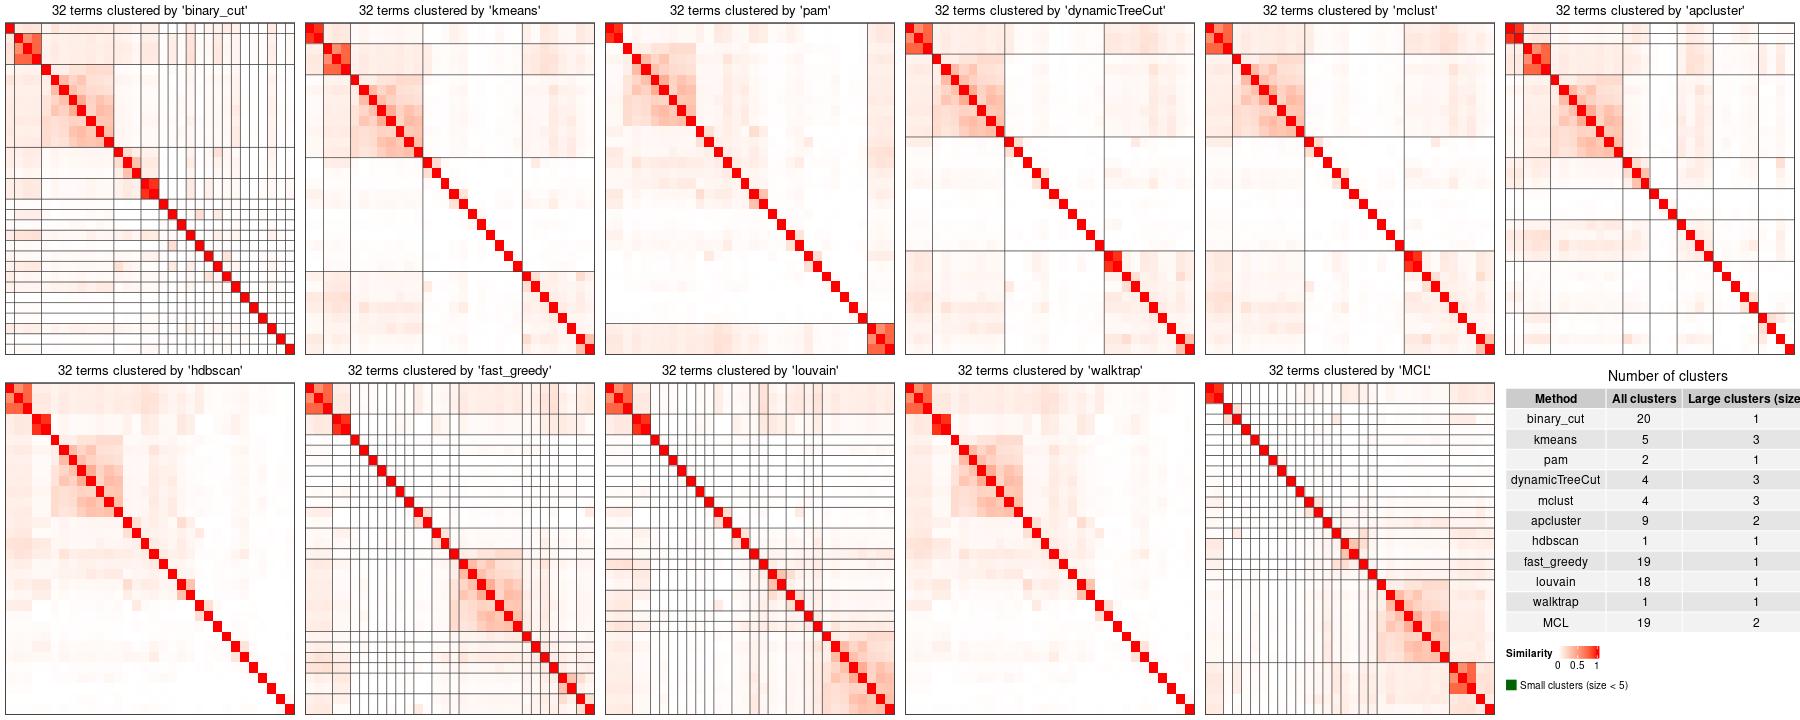 32 terms clustered by 'binary_cut'
32 terms clustered by 'kmeans'
32 terms clustered by 'pam'
32 terms clustered by 'dynamicTreeCut'
32 terms clustered by 'mclust'
32 terms clustered by 'apcluster'
32 terms clustered by 'hdbscan'
32 terms clustered by 'fast_greedy'
32 terms clustered by 'louvain'
32 terms clustered by 'walktrap'
32 terms clustered by 'MCL'
Number of clusters
Method All clusters Large clusters (size
binary_cut 20 1
kmeans 5 3
pam 2 1
dynamicTreeCut 4 3
mclust 4 3
apcluster 9 2
hdbscan 1 1
fast_greedy 19 1
louvain 18 1
walktrap 1 1
MCL 19 2
Similarity
0 0.5 1
Small clusters (size < 5)